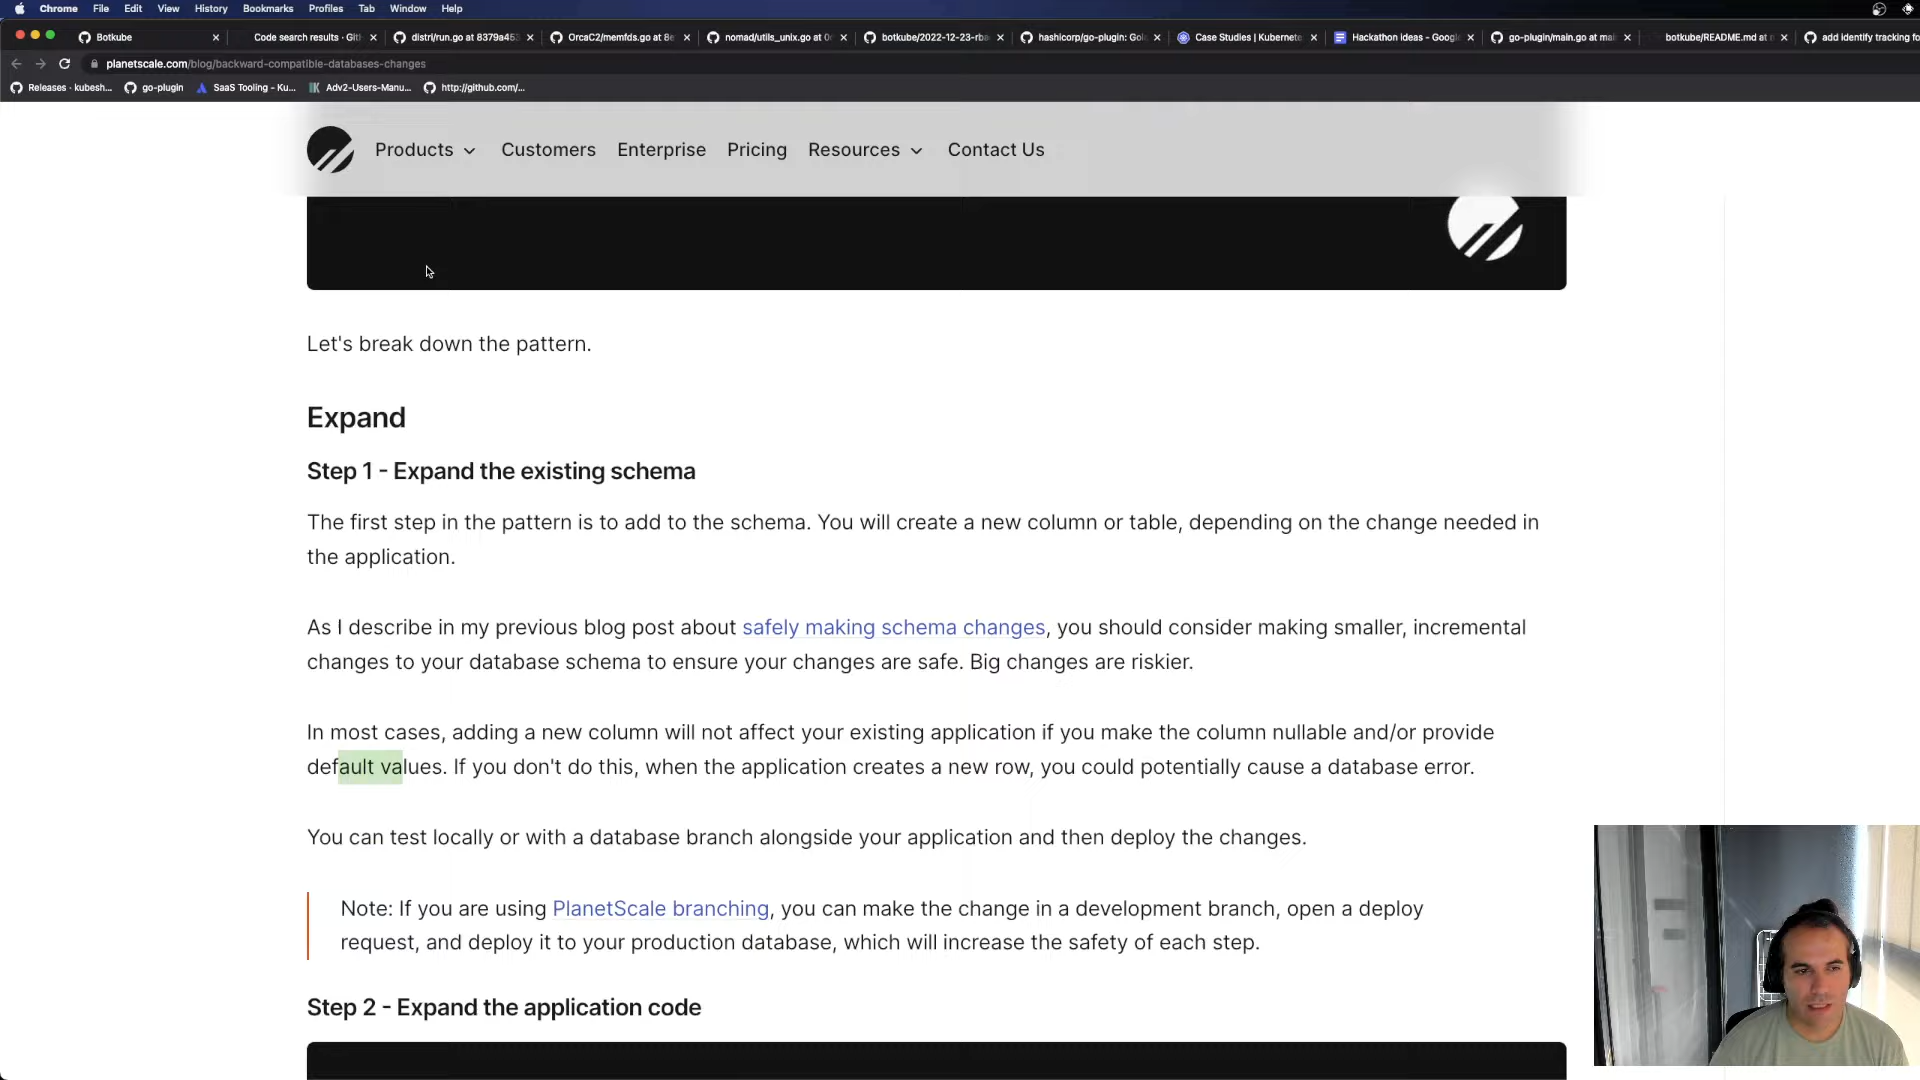 Chrome File Edit View History Bookmarks Profiles Tab Window Help
Botkube Code search results · Git distri/run.go at 8379a453 OrcaC2/memfds.go at 8e nomad/utils_unix.go at 0 botkube/2022-12-23-rba hashicorp/go-plugin: Gol Case Studies | Kubernete Hackathon ideas - Google go-plugin/main.go at mai botkube/README.md at add identify tracking fo
planetscale.com/blog/backward-compatible-databases-changes
Releases · kubesh... go-plugin SaaS Tooling - Ku... Adv2-Users-Manu... http://github.com/...
Products Customers Enterprise Pricing Resources Contact Us
Let's break down the pattern.
Expand
Step 1 - Expand the existing schema
The first step in the pattern is to add to the schema. You will create a new column or table, depending on the change needed in
the application.
As I describe in my previous blog post about safely making schema changes, you should consider making smaller, incremental
changes to your database schema to ensure your changes are safe. Big changes are riskier.
In most cases, adding a new column will not affect your existing application if you make the column nullable and/or provide
default values. If you don't do this, when the application creates a new row, you could potentially cause a database error.
You can test locally or with a database branch alongside your application and then deploy the changes.
Note: If you are using PlanetScale branching, you can make the change in a development branch, open a deploy
request, and deploy it to your production database, which will increase the safety of each step.
Step 2 - Expand the application code